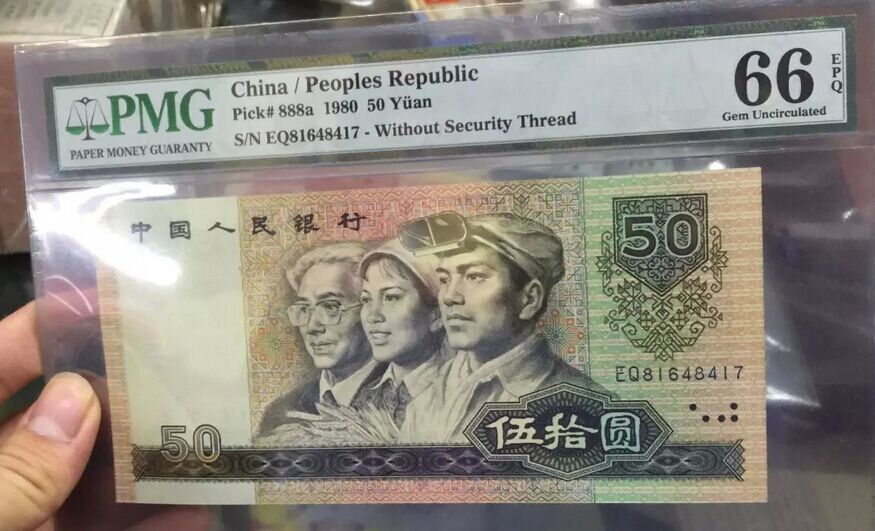 PMG
PAPER MONEY GUARANTY
China / Peoples Republic
Pick# 888a 1980 50 Yüan
S/N EQ81648417 - Without Security Thread
66
EPQ
Gem Uncirculated
中国人民银行
50
EQ81648417
50
伍拾圆